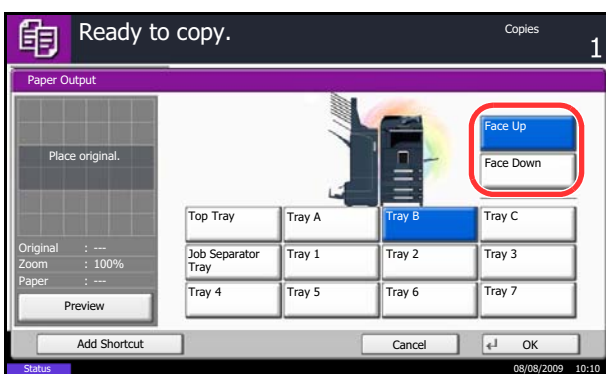 Ready to copy.
Copies
1
Paper Output
Place original.
Face Up
Face Down
Top Tray
Tray A
Tray B
Tray C
Job Separator
Tray
Tray 1
Tray 2
Tray 3
Tray 4
Tray 5
Tray 6
Tray 7
Original : ---
Zoom : 100%
Paper : ---
Preview
Add Shortcut
Cancel
OK
Status
08/08/2009 10:10